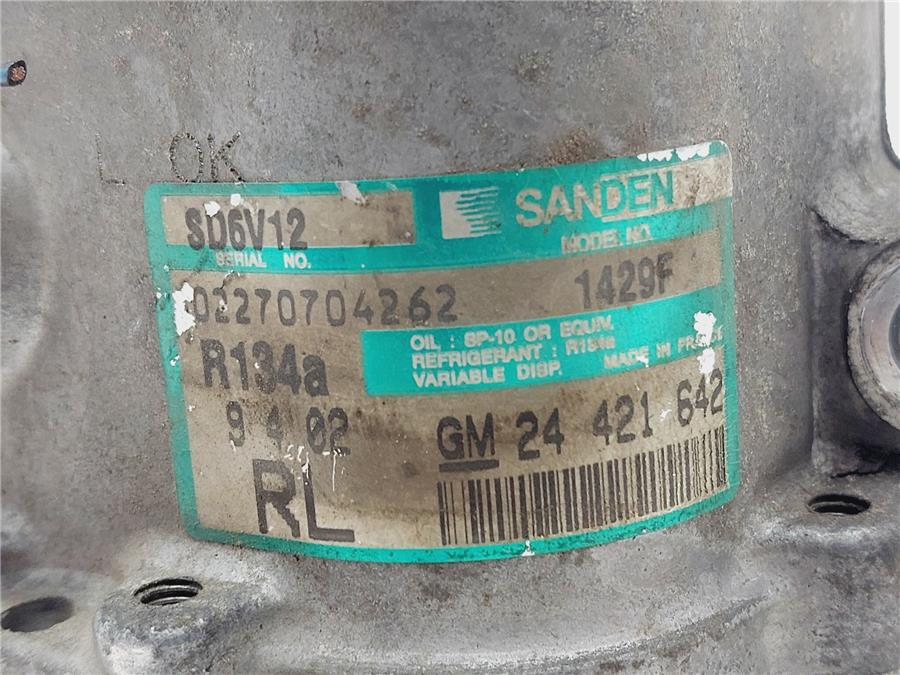 L OK
SD6V12
SANDEN
SERIAL NO.
MODEL NO.
02270704262
1429F
OIL : SP-10 OR EQUIV.
REFRIGERANT : R134a
VARIABLE DISP.
MADE IN FRANCE
R134a
9 4 02
GM 24 421 642
RL